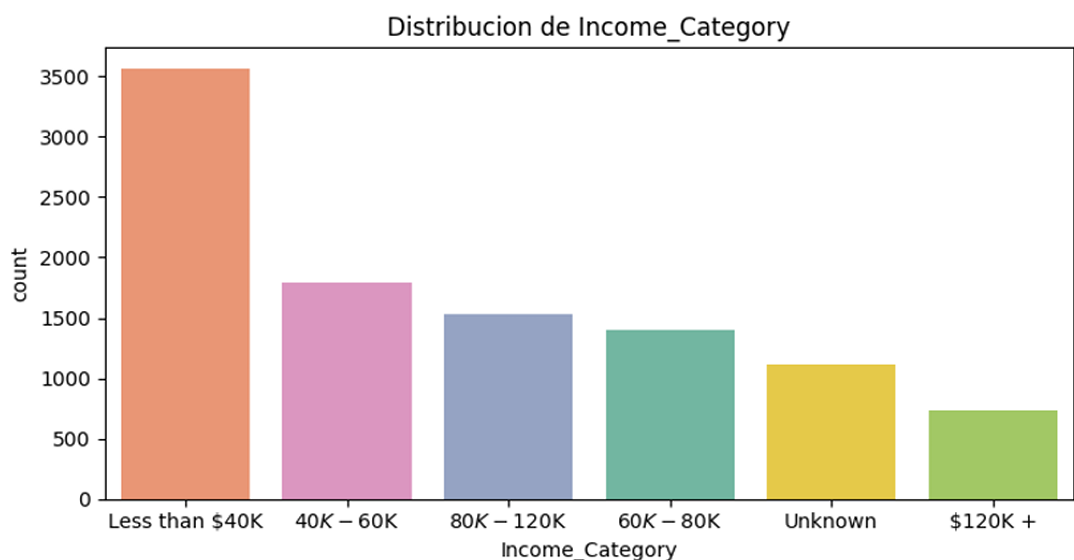 Distribucion de Income_Category
count
3500
3000
2500
2000
1500
1000
500
0
Less than $40K 40K − 60K 80K − 120K 60K − 80K Unknown $120K +
Income_Category